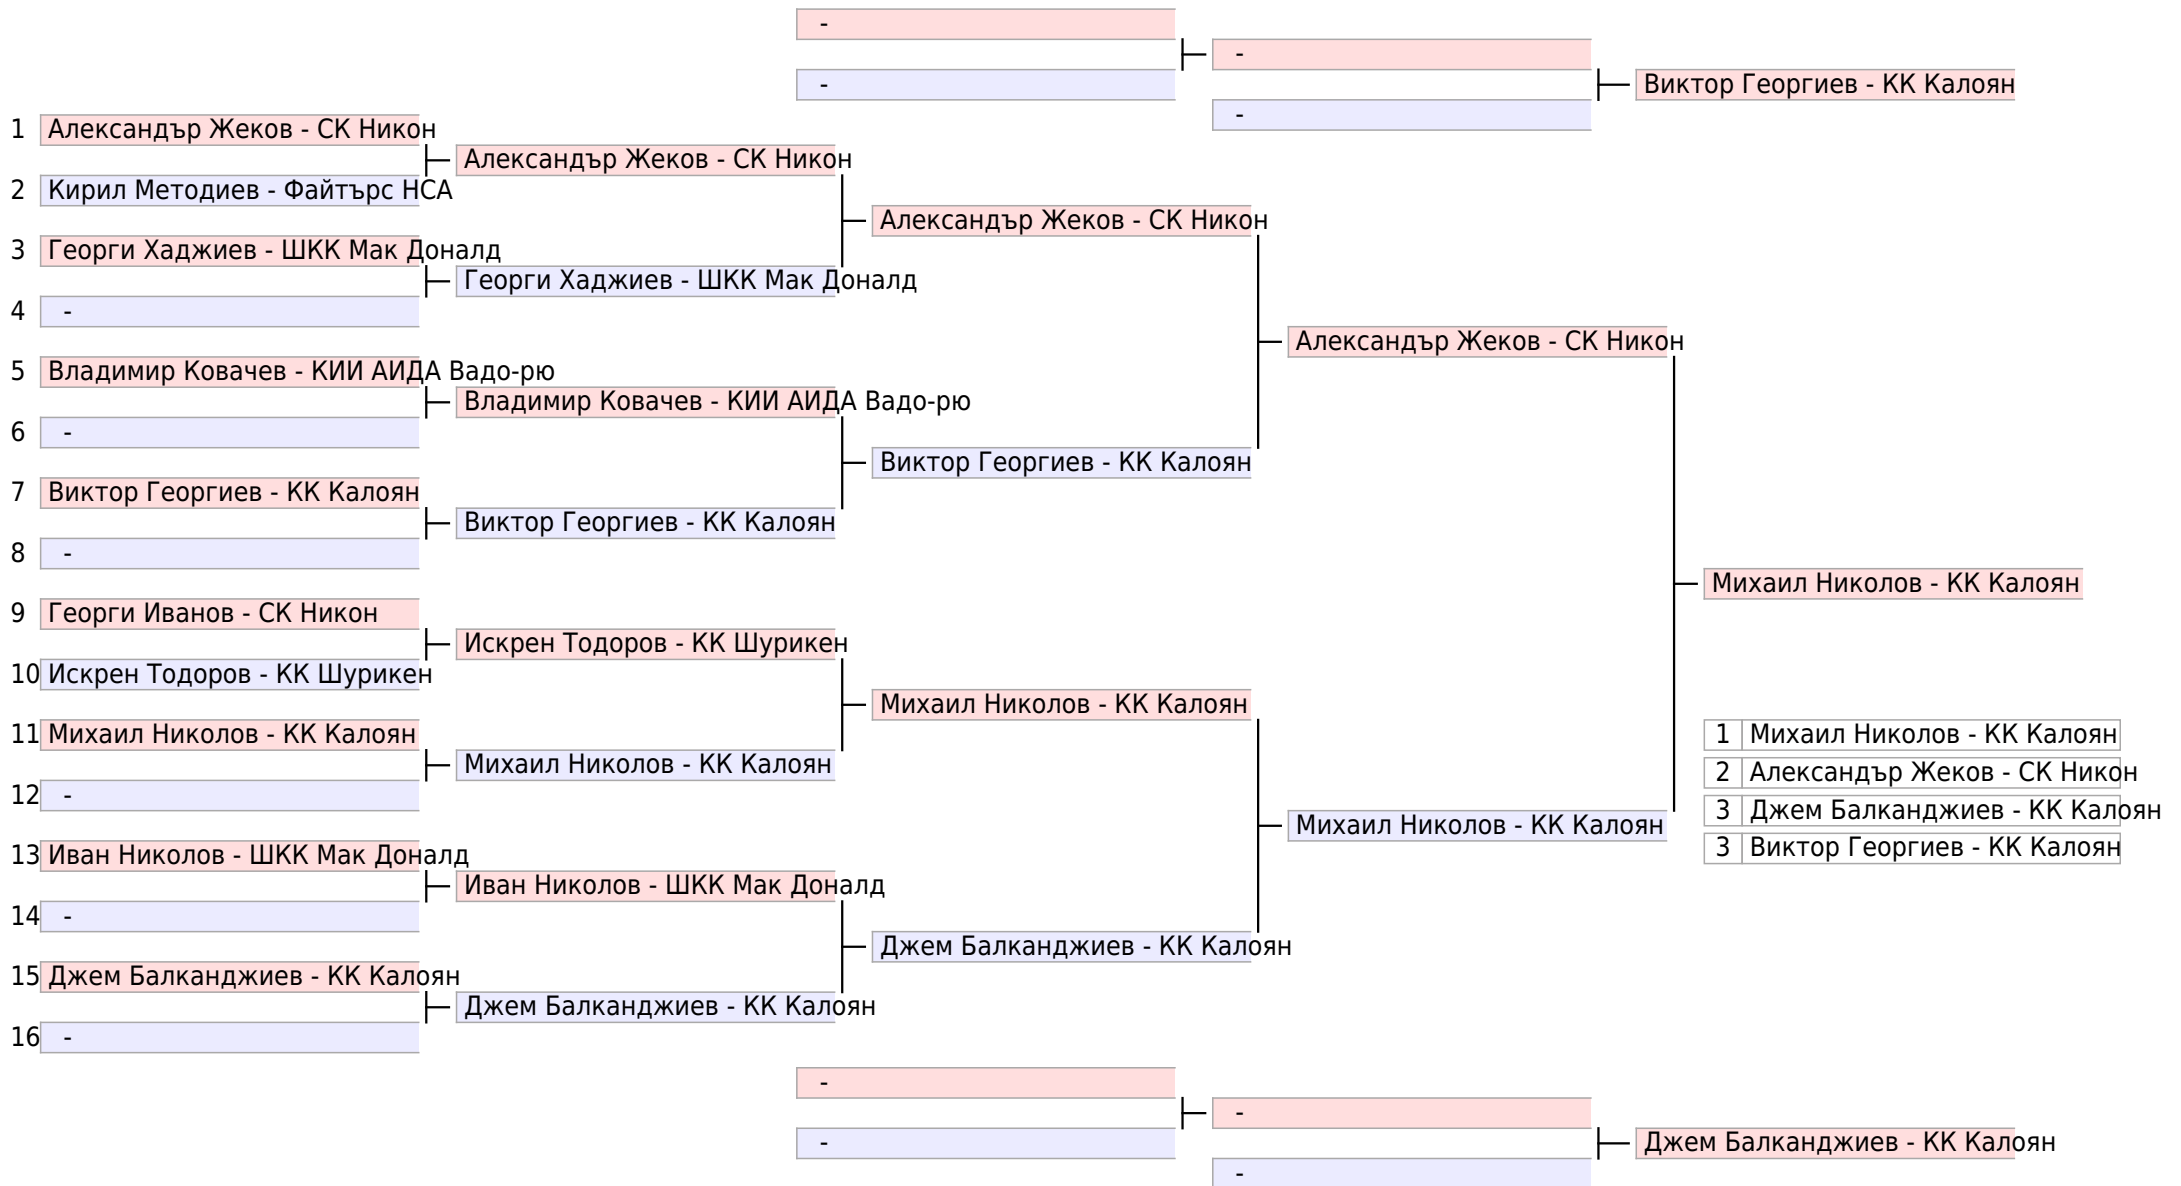 -
-
-
-
Виктор Георгиев - КК Калоян
1 Александър Жеков - СК Никон
2 Кирил Методиев - Файтърс НСА
3 Георги Хаджиев - ШКК Мак Доналд
4 -
5 Владимир Ковачев - КИИ АИДА Вадо-рю
6 -
7 Виктор Георгиев - КК Калоян
8 -
9 Георги Иванов - СК Никон
10 Искрен Тодоров - КК Шурикен
11 Михаил Николов - КК Калоян
12 -
13 Иван Николов - ШКК Мак Доналд
14 -
15 Джем Балканджиев - КК Калоян
16 -
Александър Жеков - СК Никон
Георги Хаджиев - ШКК Мак Доналд
Владимир Ковачев - КИИ АИДА Вадо-рю
Виктор Георгиев - КК Калоян
Искрен Тодоров - КК Шурикен
Михаил Николов - КК Калоян
Иван Николов - ШКК Мак Доналд
Джем Балканджиев - КК Калоян
Александър Жеков - СК Никон
Виктор Георгиев - КК Калоян
Михаил Николов - КК Калоян
Джем Балканджиев - КК Калоян
Александър Жеков - СК Никон
Михаил Николов - КК Калоян
Михаил Николов - КК Калоян
1 Михаил Николов - КК Калоян
2 Александър Жеков - СК Никон
3 Джем Балканджиев - КК Калоян
3 Виктор Георгиев - КК Калоян
-
-
-
-
Джем Балканджиев - КК Калоян